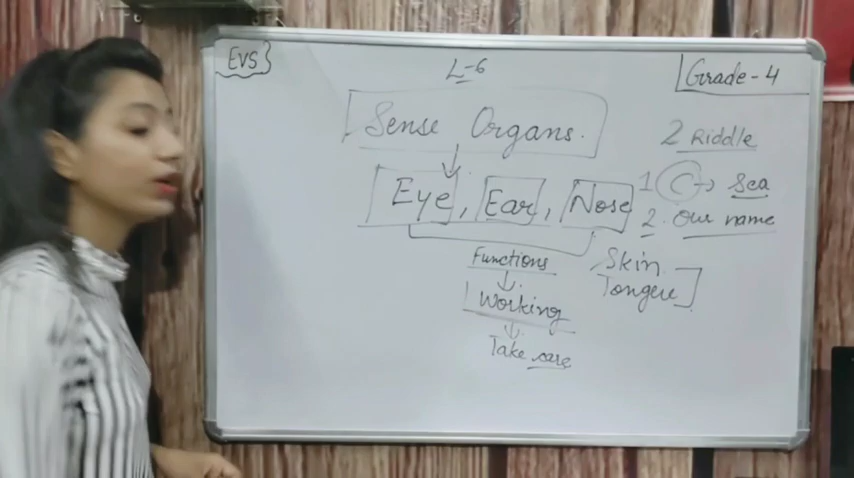 EVS
L-6
Grade-4
Sense Organs.
2 Riddle
Eye, Ear, Nose
1 C → Sea
2. Our name
Functions
Skin
Tongue
Working
Take care